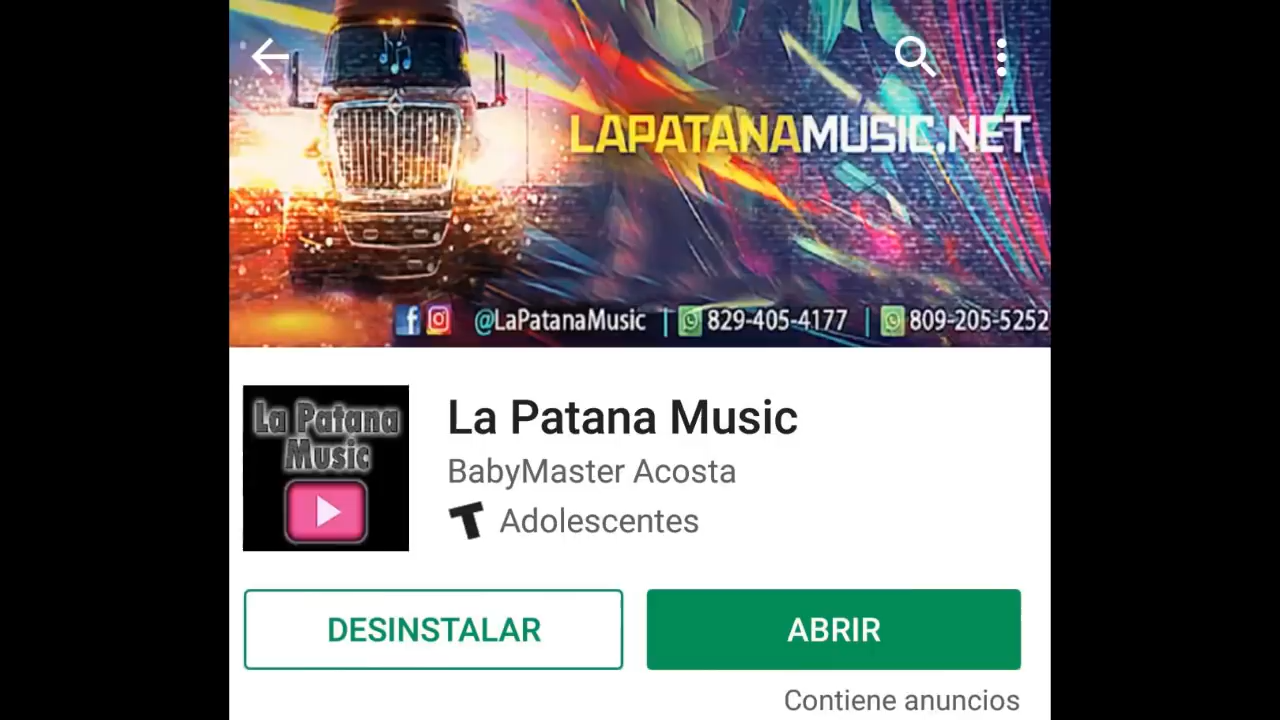 LAPATANAMUSIC.NET
@LaPatanaMusic | 829-405-4177 | 809-205-5252
La Patana
Music
La Patana Music
BabyMaster Acosta
T Adolescentes
DESINSTALAR
ABRIR
Contiene anuncios